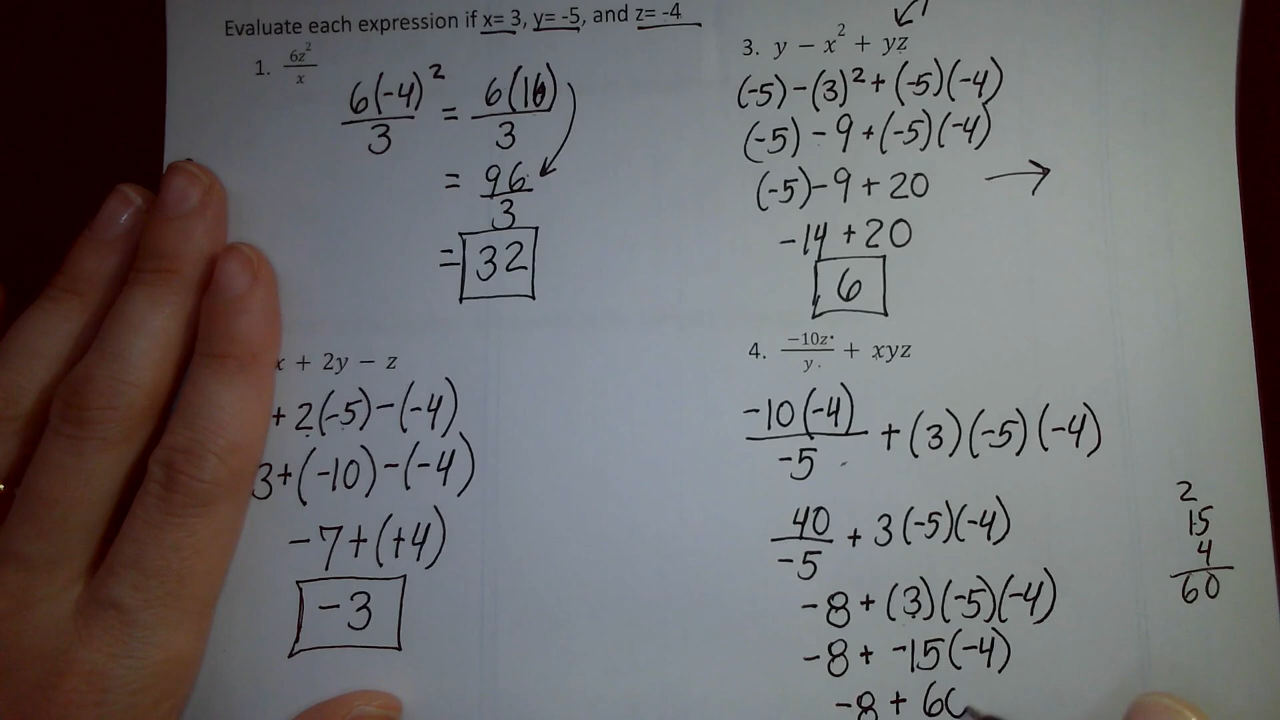 Evaluate each expression if x= 3, y= -5, and z= -4
1. 6z²/x
6(-4)²/3 = 6(16)/3
= 96/3
= 32
x + 2y − z
+ 2(-5)-(-4)
3+(-10)-(-4)
-7+(+4)
-3
3. y − x² + yz
(-5)-(3)²+(-5)(-4)
(-5)-9+(-5)(-4)
(-5)-9+20
-14+20
6
4. −10z/y + xyz
-10(-4)/-5 + (3)(-5)(-4)
40/-5 + 3(-5)(-4)
-8+(3)(-5)(-4)
-8+ -15(-4)
-8+60
2
15
4
60